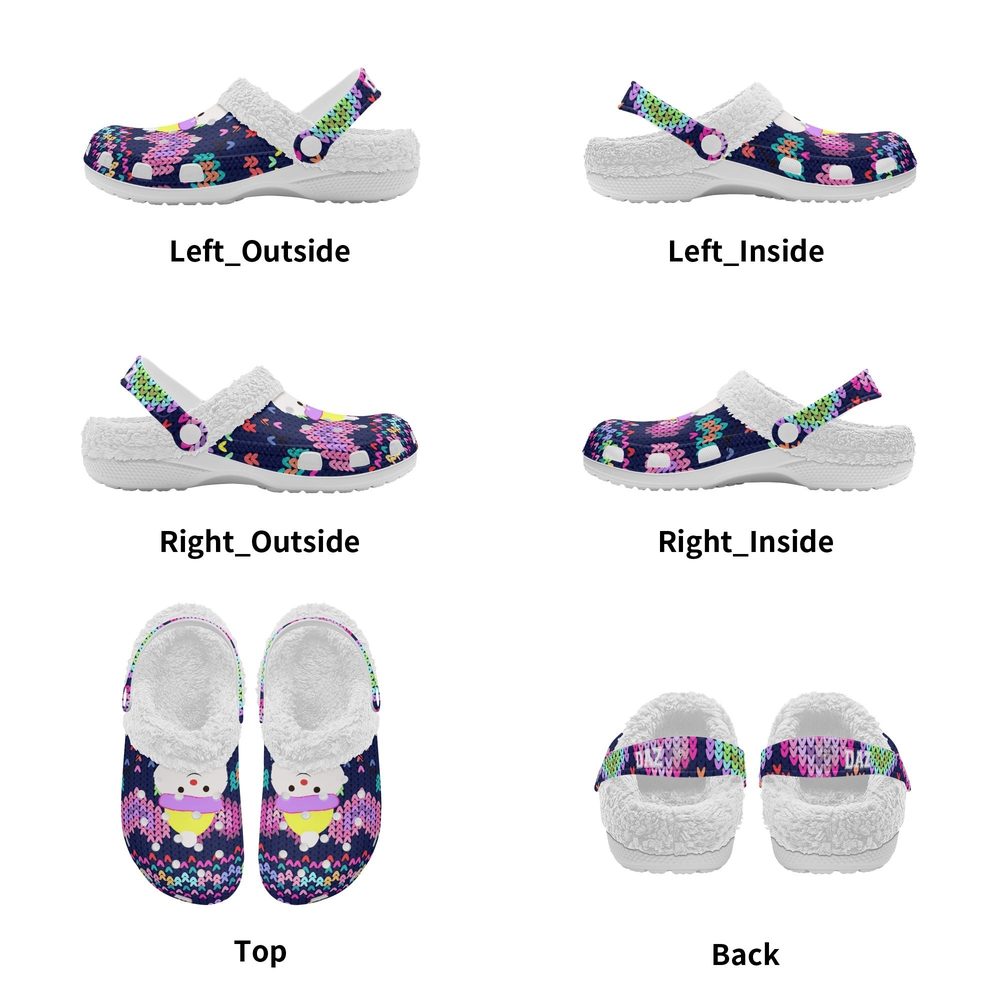 Left_Outside
Left_Inside
Right_Outside
Right_Inside
DAZ
DAZ
Top
Back